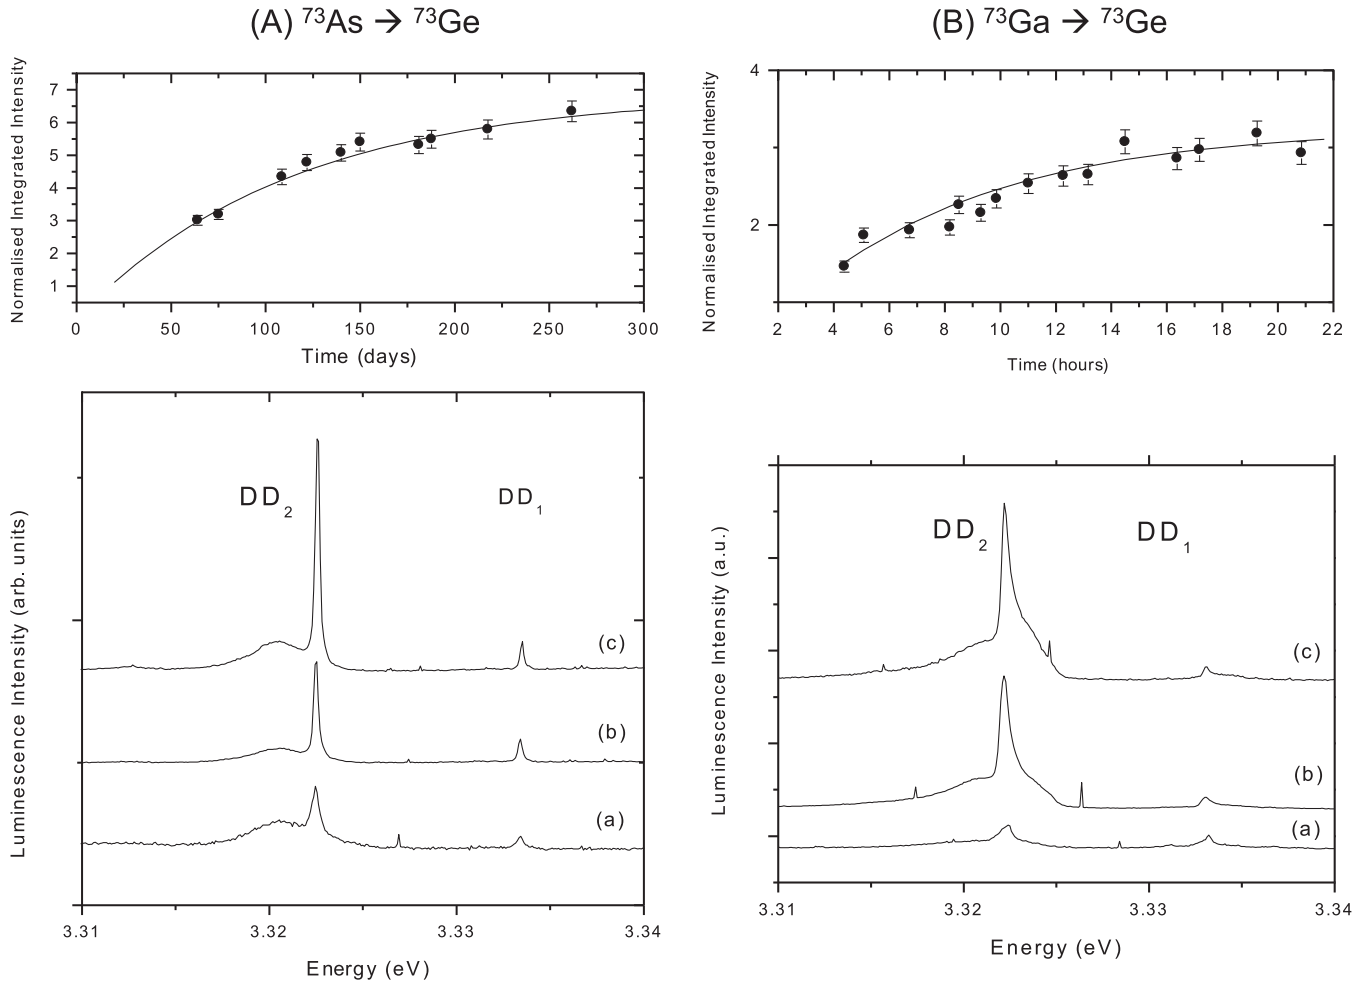 (A) ⁷³As → ⁷³Ge
Normalised Integrated Intensity
7
6
5
4
3
2
1
0 50 100 150 200 250 300
Time (days)
Luminescence Intensity (arb. units)
DD₂ DD₁
(c)
(b)
(a)
3.31 3.32 3.33 3.34
Energy (eV)
(B) ⁷³Ga → ⁷³Ge
Normalised Integrated Intensity
4
2
2 4 6 8 10 12 14 16 18 20 22
Time (hours)
Luminescence Intensity (a.u.)
DD₂ DD₁
(c)
(b)
(a)
3.31 3.32 3.33 3.34
Energy (eV)